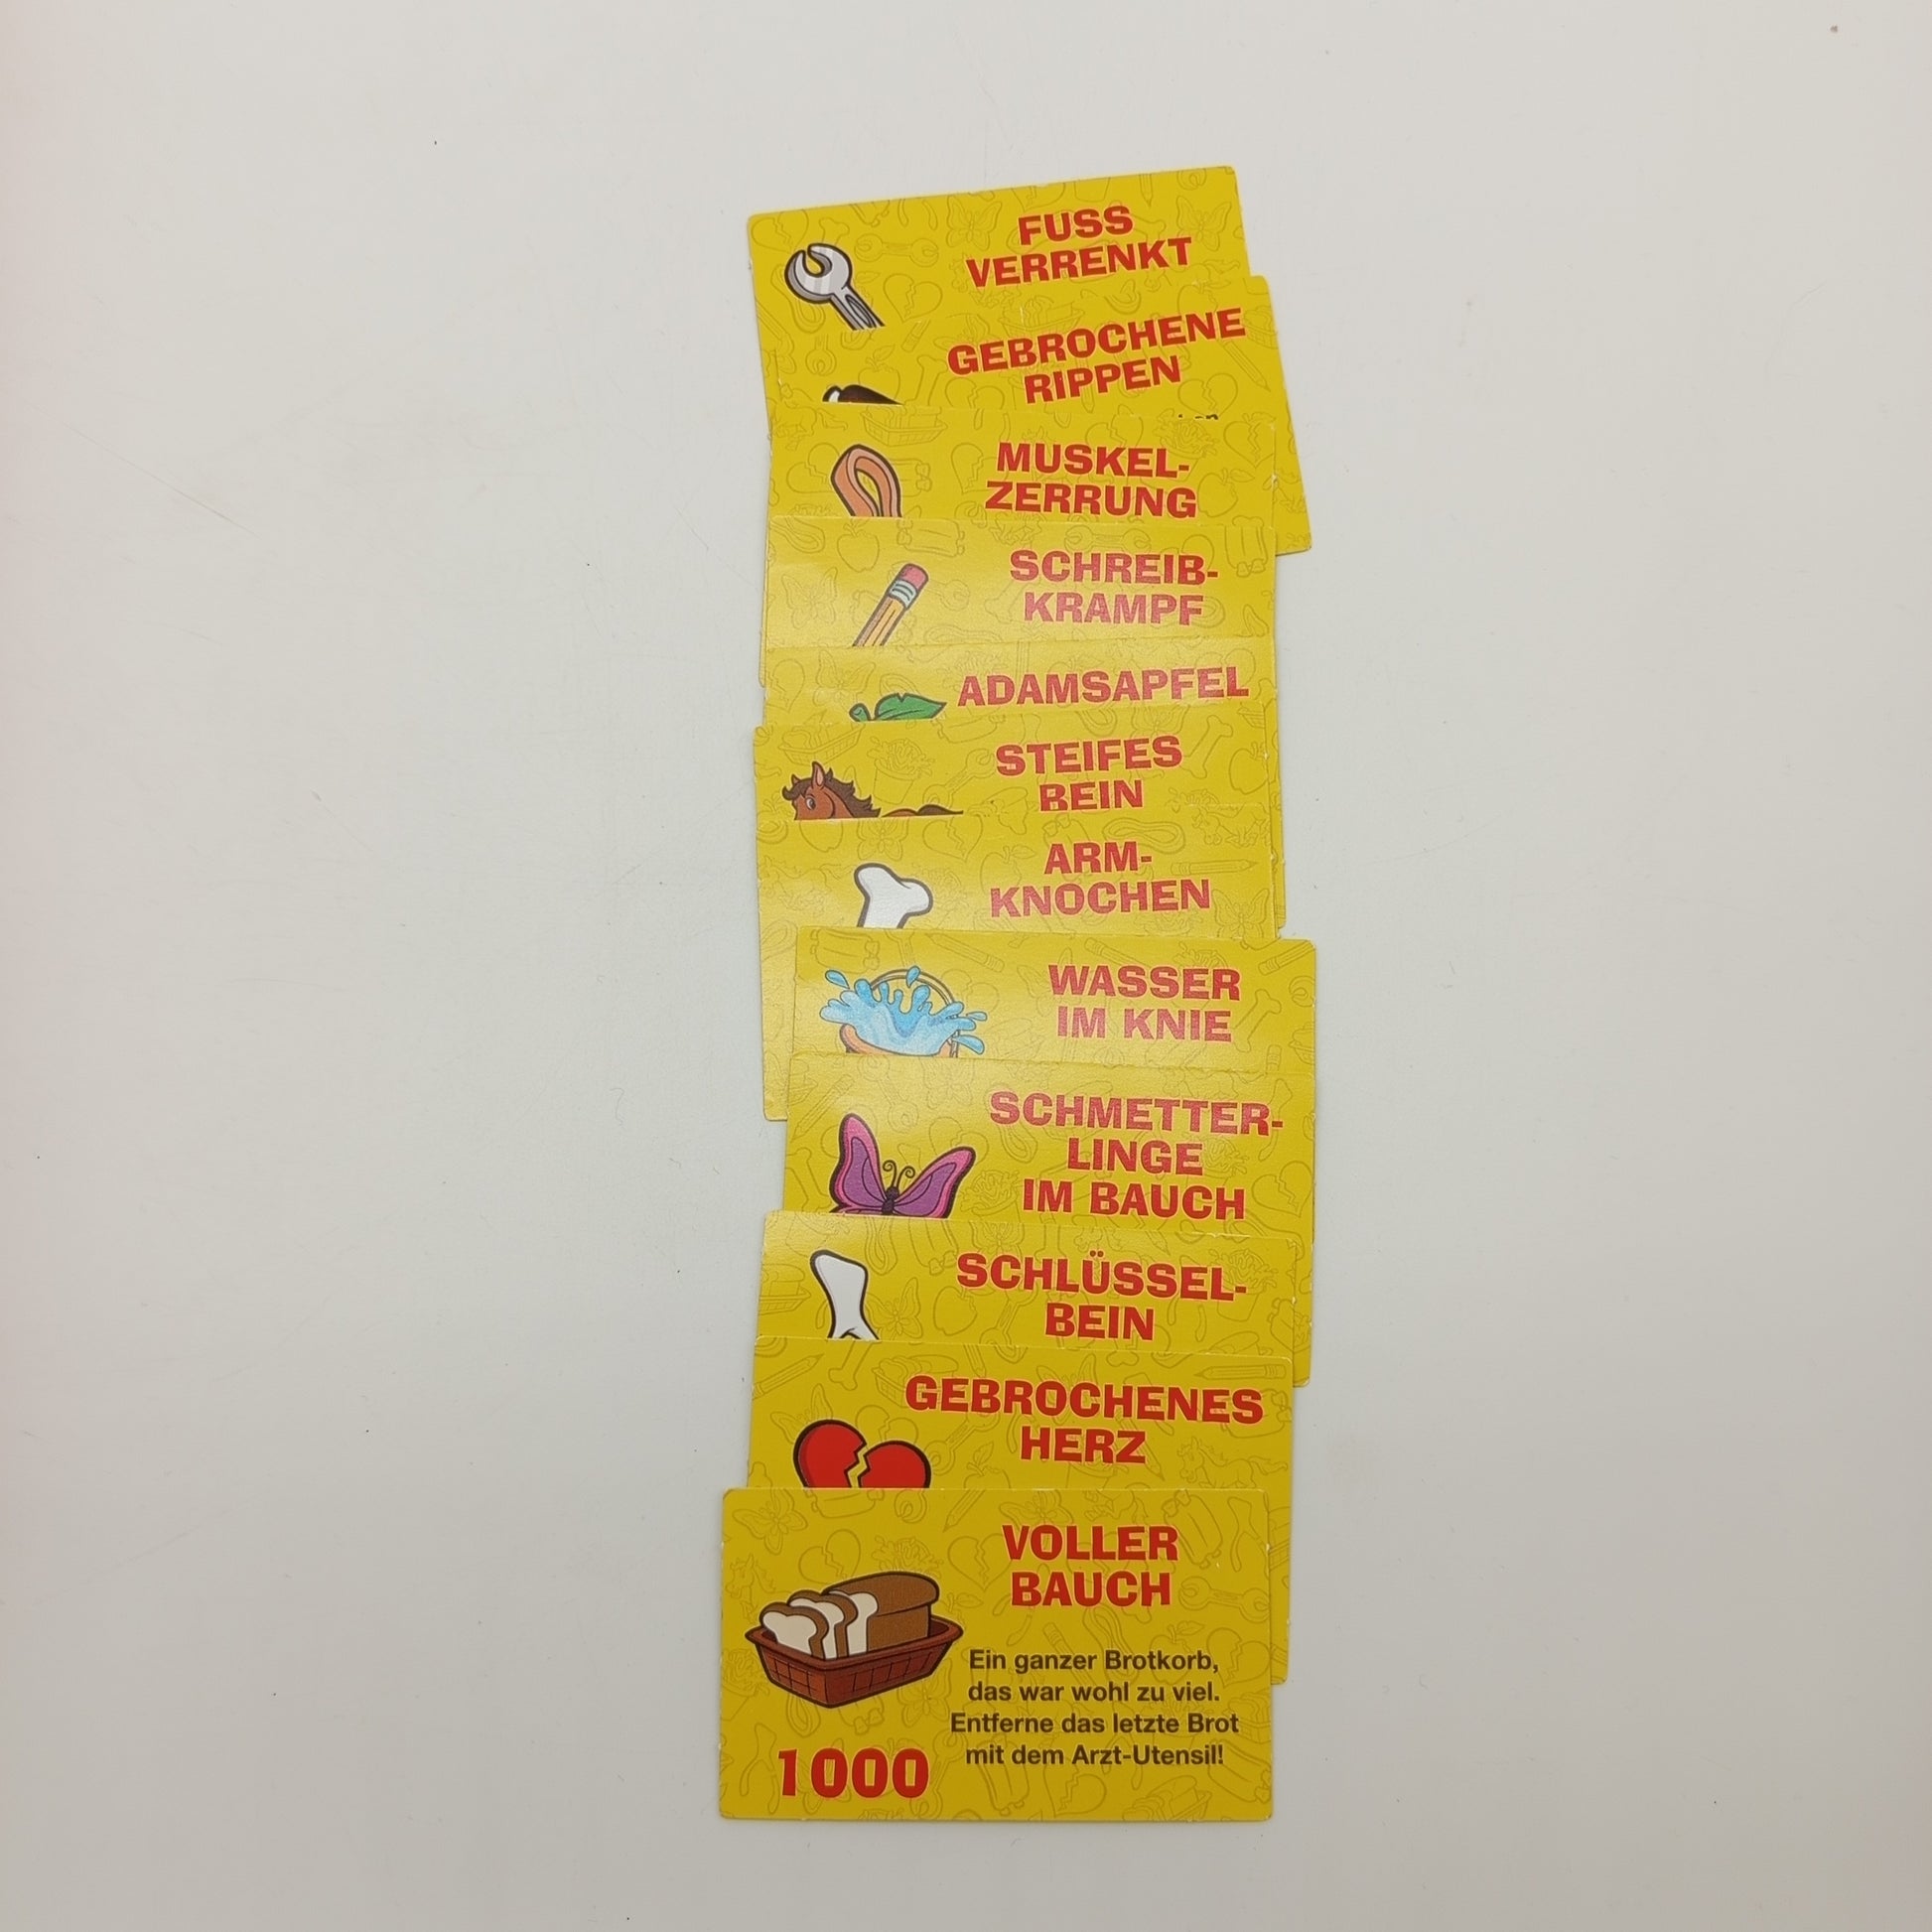 FUSS
VERRENKT
GEBROCHENE
RIPPEN
MUSKEL-
ZERRUNG
SCHREIB-
KRAMPF
ADAMSAPFEL
STEIFES
BEIN
ARM-
KNOCHEN
WASSER
IM KNIE
SCHMETTER-
LINGE
IM BAUCH
SCHLÜSSEL-
BEIN
GEBROCHENES
HERZ
VOLLER
BAUCH
Ein ganzer Brotkorb,
das war wohl zu viel.
Entferne das letzte Brot
mit dem Arzt-Utensil!
1000